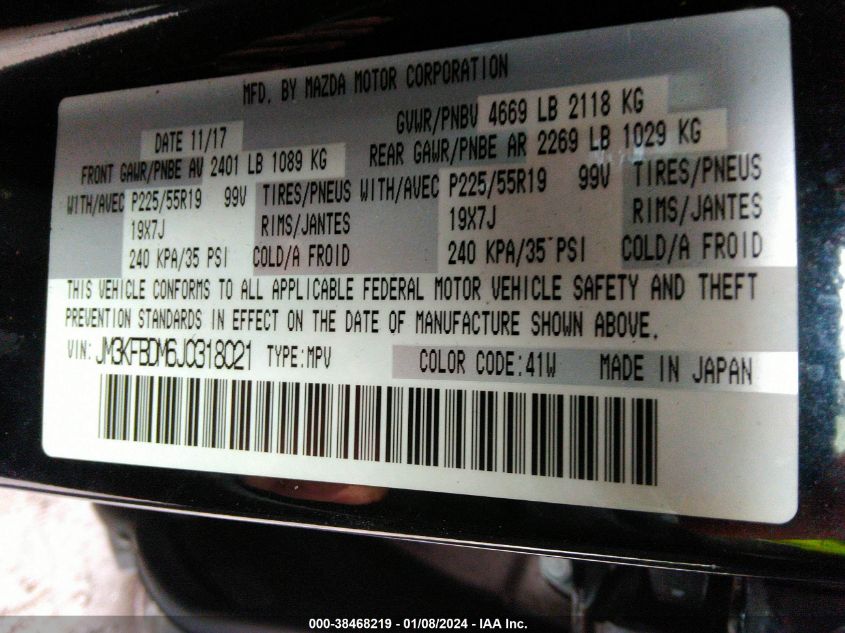 MFD. BY MAZDA MOTOR CORPORATION
DATE 11/17 GVWR/PNBV 4669 LB 2118 KG
FRONT GAWR/PNBE AV 2401 LB 1089 KG REAR GAWR/PNBE AR 2269 LB 1029 KG
WITH/AVEC P225/55R19 99V TIRES/PNEUS WITH/AVEC P225/55R19 99V TIRES/PNEUS
19X7J RIMS/JANTES 19X7J RIMS/JANTES
240 KPA/35 PSI COLD/A FROID 240 KPA/35 PSI COLD/A FROID
THIS VEHICLE CONFORMS TO ALL APPLICABLE FEDERAL MOTOR VEHICLE SAFETY AND THEFT
PREVENTION STANDARDS IN EFFECT ON THE DATE OF MANUFACTURE SHOWN ABOVE.
VIN: JM3KFBDM6J0318021 TYPE:MPV COLOR CODE:41W MADE IN JAPAN
000-38468219 - 01/08/2024 - IAA Inc.